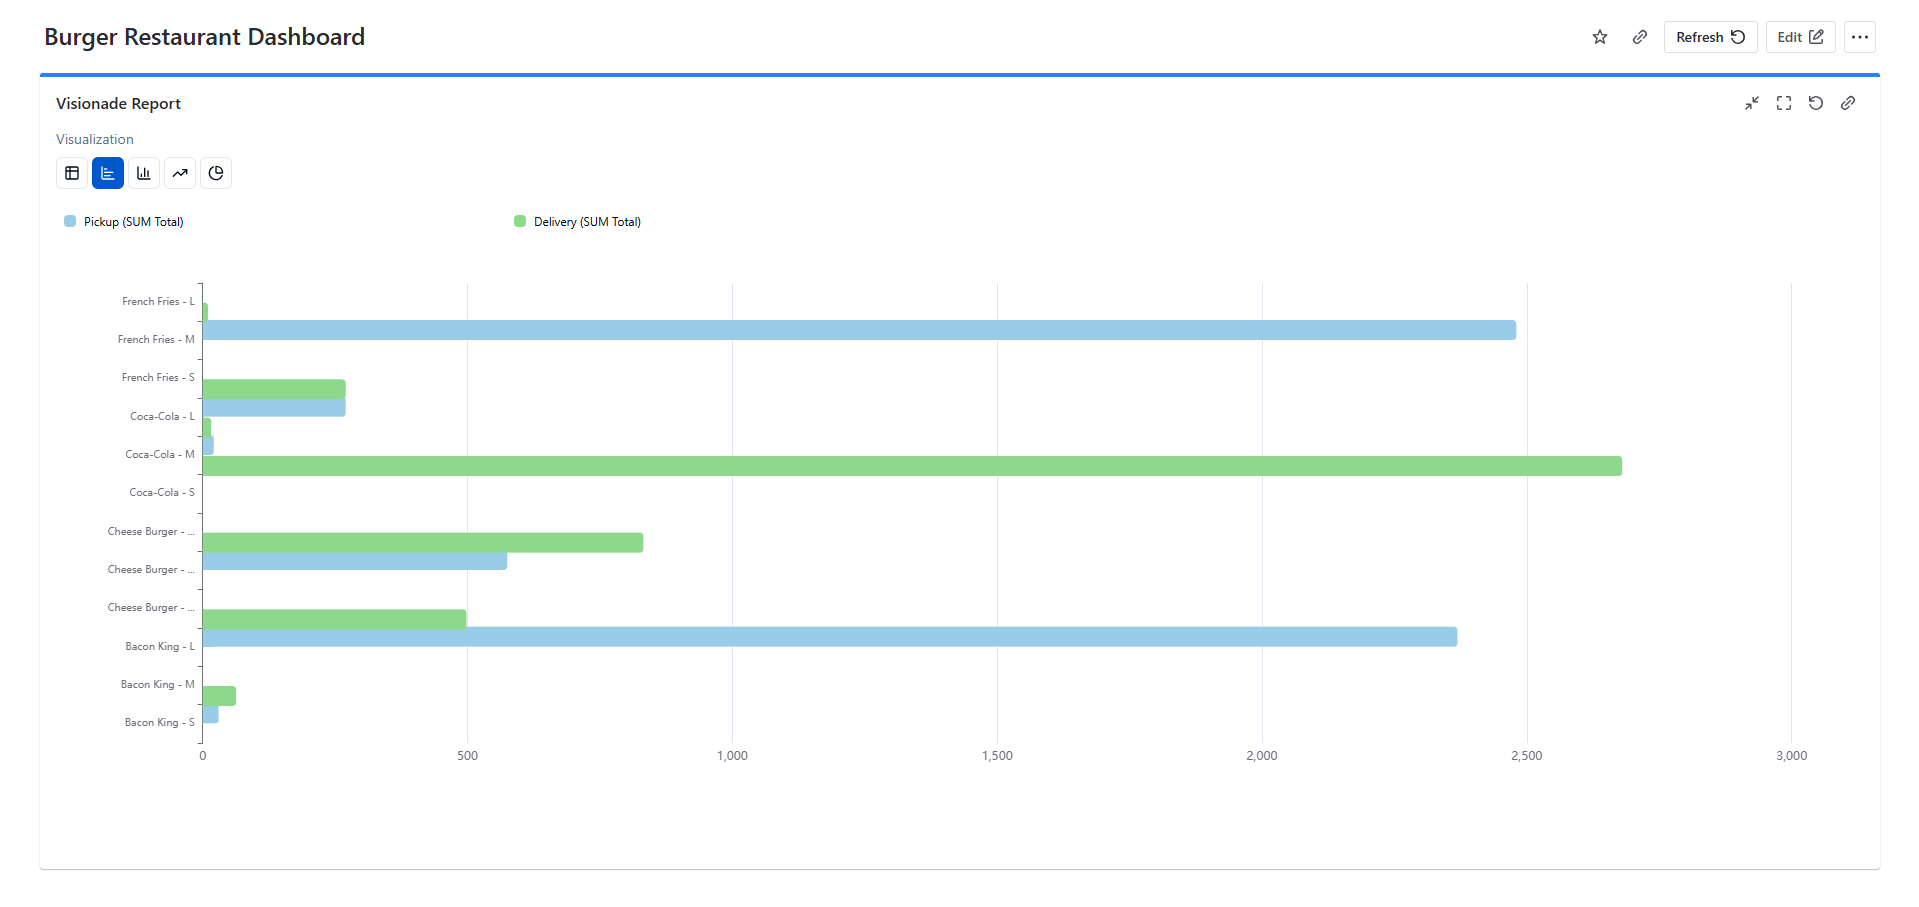 Burger Restaurant Dashboard
Refresh
Edit
Visionade Report
Visualization
Pickup (SUM Total)
Delivery (SUM Total)
French Fries - L
French Fries - M
French Fries - S
Coca-Cola - L
Coca-Cola - M
Coca-Cola - S
Cheese Burger - ...
Cheese Burger - ...
Cheese Burger - ...
Bacon King - L
Bacon King - M
Bacon King - S
0 500 1,000 1,500 2,000 2,500 3,000